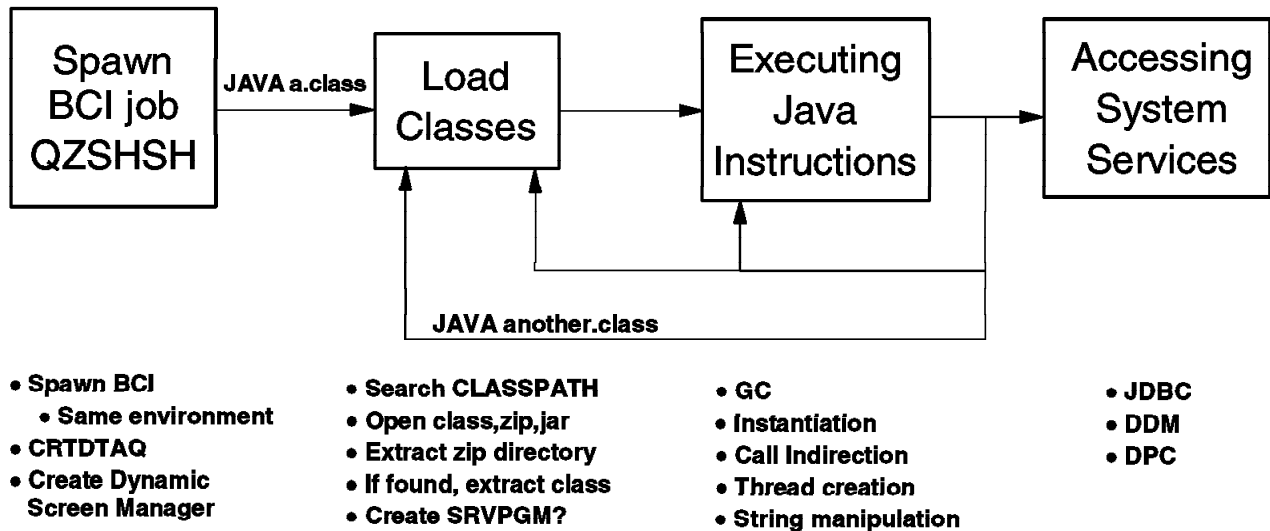 Spawn
BCI job
QZSHSH
JAVA a.class
Load
Classes
Executing
Java
Instructions
Accessing
System
Services
JAVA another.class
• Spawn BCI
• Same environment
• CRTDTAQ
• Create Dynamic
Screen Manager
• Search CLASSPATH
• Open class,zip,jar
• Extract zip directory
• If found, extract class
• Create SRVPGM?
• GC
• Instantiation
• Call Indirection
• Thread creation
• String manipulation
• JDBC
• DDM
• DPC